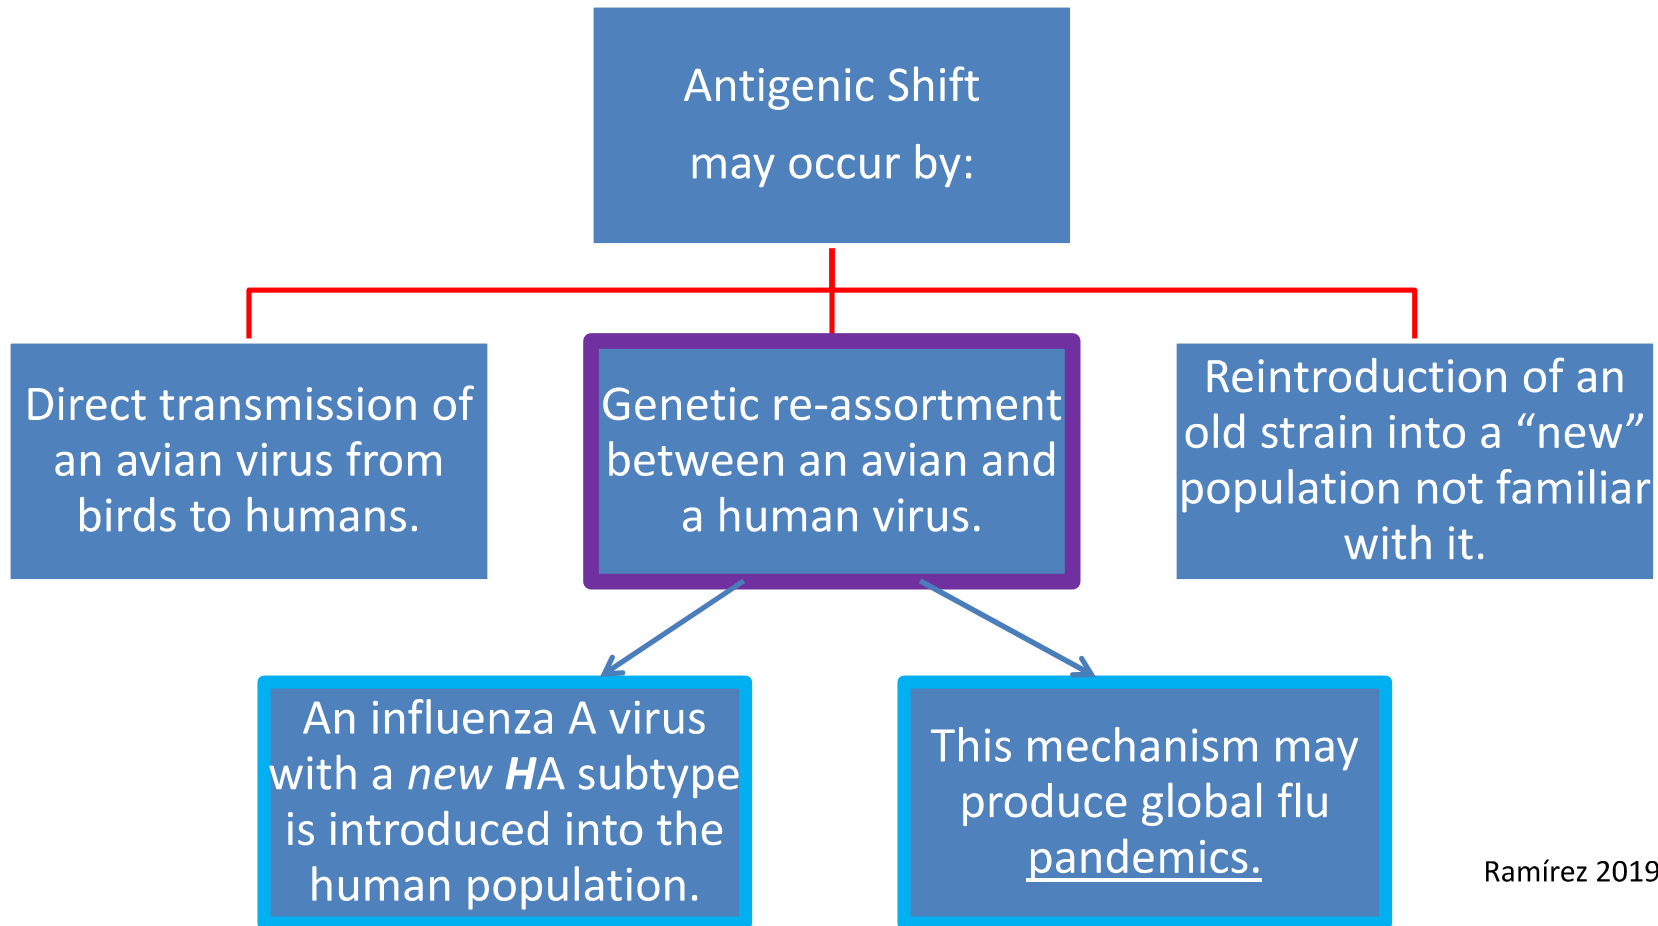 Antigenic Shift
may occur by:
Direct transmission of
an avian virus from
birds to humans.
Genetic re-assortment
between an avian and
a human virus.
Reintroduction of an
old strain into a “new”
population not familiar
with it.
An influenza A virus
with a new HA subtype
is introduced into the
human population.
This mechanism may
produce global flu
pandemics.
Ramírez 2019